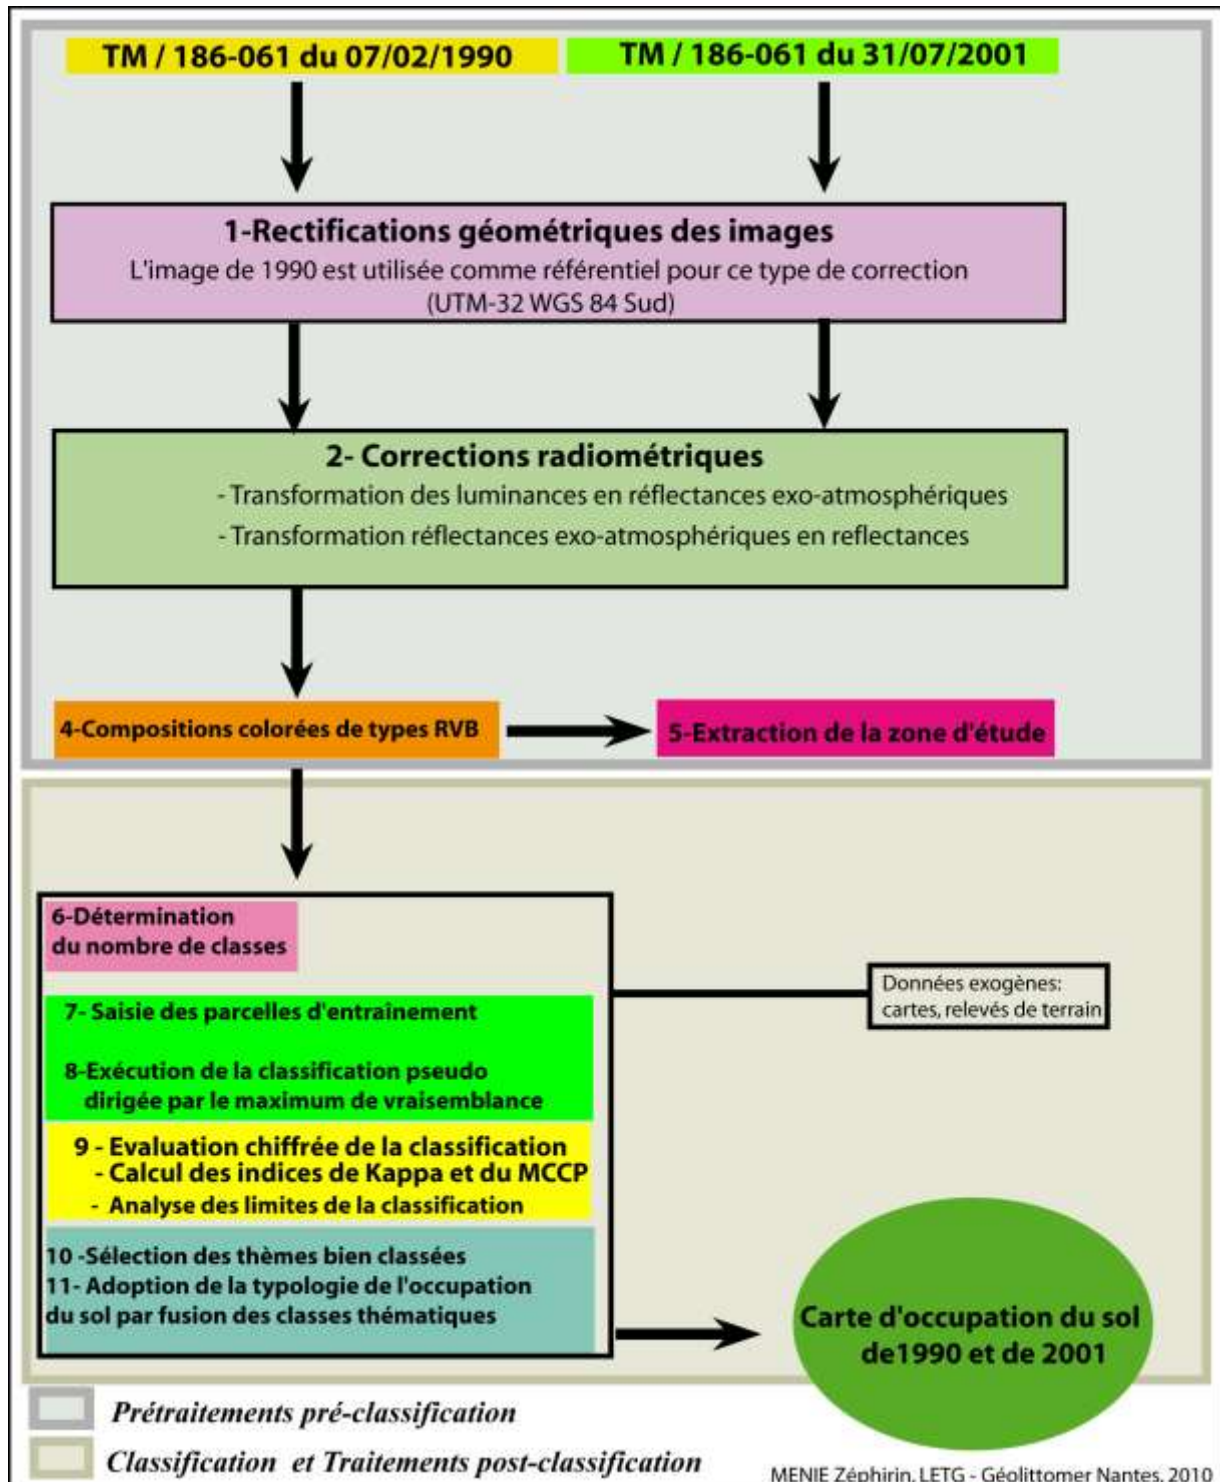 TM / 186-061 du 07/02/1990
TM / 186-061 du 31/07/2001
1-Rectifications géométriques des images
L'image de 1990 est utilisée comme référentiel pour ce type de correction
(UTM-32 WGS 84 Sud)
2- Corrections radiométriques
- Transformation des luminances en réflectances exo-atmosphériques
- Transformation réflectances exo-atmosphériques en reflectances
4-Compositions colorées de types RVB
5-Extraction de la zone d'étude
6-Détermination
du nombre de classes
Données exogènes:
cartes, relevés de terrain
7- Saisie des parcelles d'entraînement
8-Exécution de la classification pseudo
dirigée par le maximum de vraisemblance
9 - Evaluation chiffrée de la classification
- Calcul des indices de Kappa et du MCCP
- Analyse des limites de la classification
10 -Sélection des thèmes bien classées
11- Adoption de la typologie de l'occupation
du sol par fusion des classes thématiques
Carte d'occupation du sol
de1990 et de 2001
Prétraitements pré-classification
Classification et Traitements post-classification
MENIE Zéphirin, LETG - Géolittomer Nantes, 2010